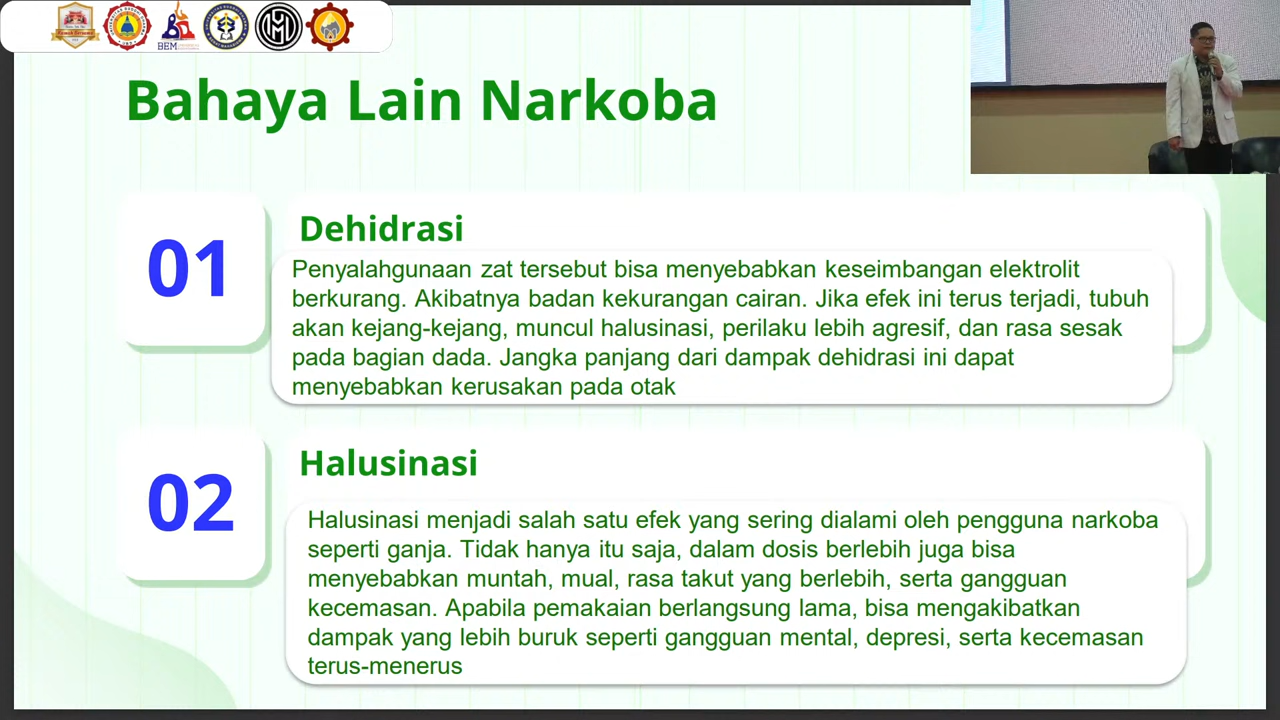 BEM
Bahaya Lain Narkoba
01
Dehidrasi
Penyalahgunaan zat tersebut bisa menyebabkan keseimbangan elektrolit
berkurang. Akibatnya badan kekurangan cairan. Jika efek ini terus terjadi, tubuh
akan kejang-kejang, muncul halusinasi, perilaku lebih agresif, dan rasa sesak
pada bagian dada. Jangka panjang dari dampak dehidrasi ini dapat
menyebabkan kerusakan pada otak
02
Halusinasi
Halusinasi menjadi salah satu efek yang sering dialami oleh pengguna narkoba
seperti ganja. Tidak hanya itu saja, dalam dosis berlebih juga bisa
menyebabkan muntah, mual, rasa takut yang berlebih, serta gangguan
kecemasan. Apabila pemakaian berlangsung lama, bisa mengakibatkan
dampak yang lebih buruk seperti gangguan mental, depresi, serta kecemasan
terus-menerus